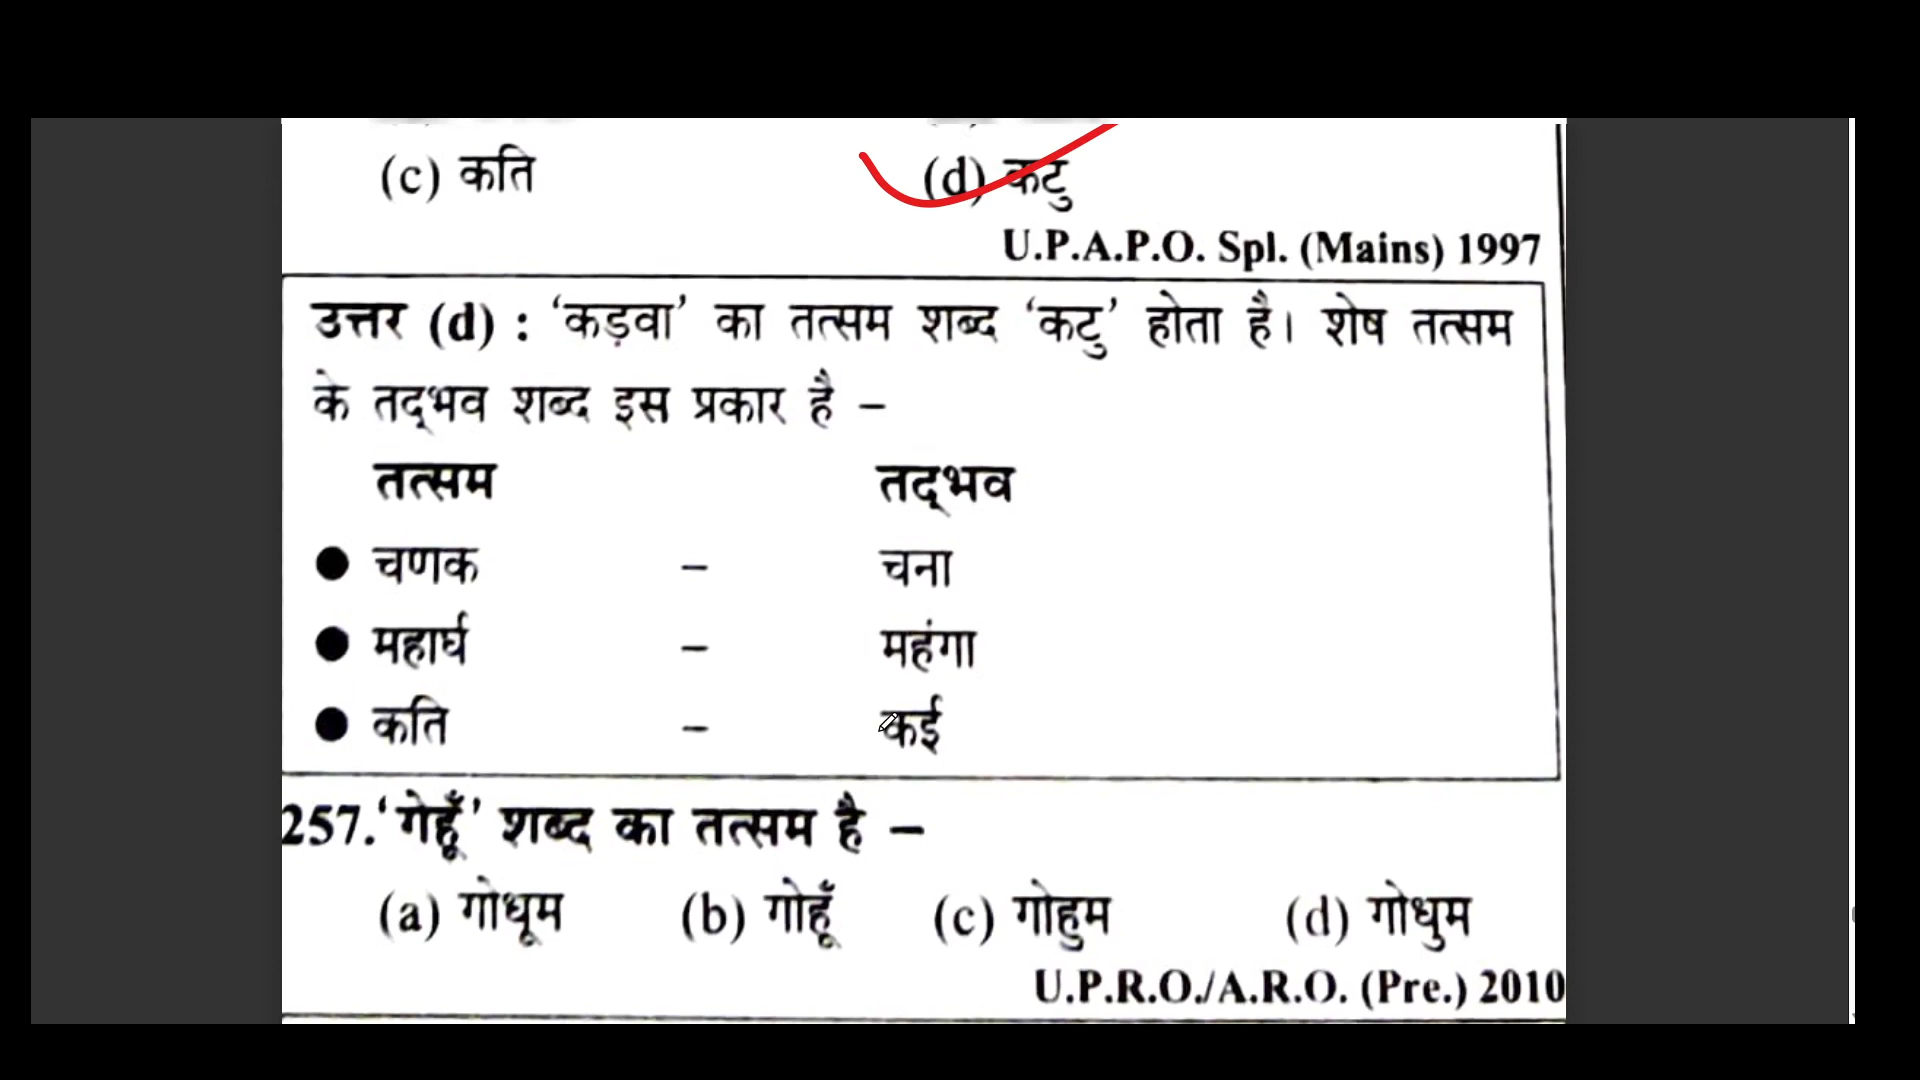 (c) कति (d) कटु
U.P.A.P.O. Spl. (Mains) 1997
उत्तर (d) : ‘कड़वा’ का तत्सम शब्द ‘कटु’ होता है। शेष तत्सम
के तद्भव शब्द इस प्रकार है –
तत्सम तद्भव
● चणक – चना
● महार्घ – महंगा
● कति – कई
257.‘गेहूँ’ शब्द का तत्सम है –
(a) गोधूम (b) गोहूँ (c) गोहुम (d) गोधुम
U.P.R.O./A.R.O. (Pre.) 2010